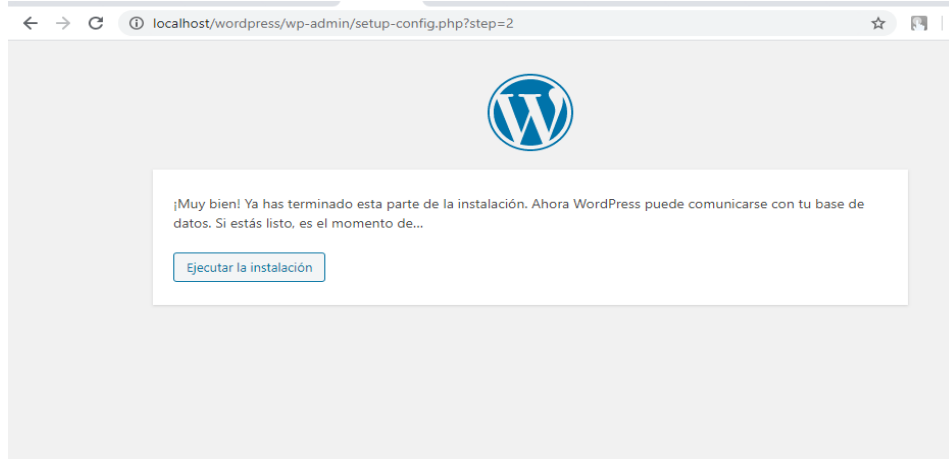 localhost/wordpress/wp-admin/setup-config.php?step=2
W
¡Muy bien! Ya has terminado esta parte de la instalación. Ahora WordPress puede comunicarse con tu base de
datos. Si estás listo, es el momento de...
Ejecutar la instalación